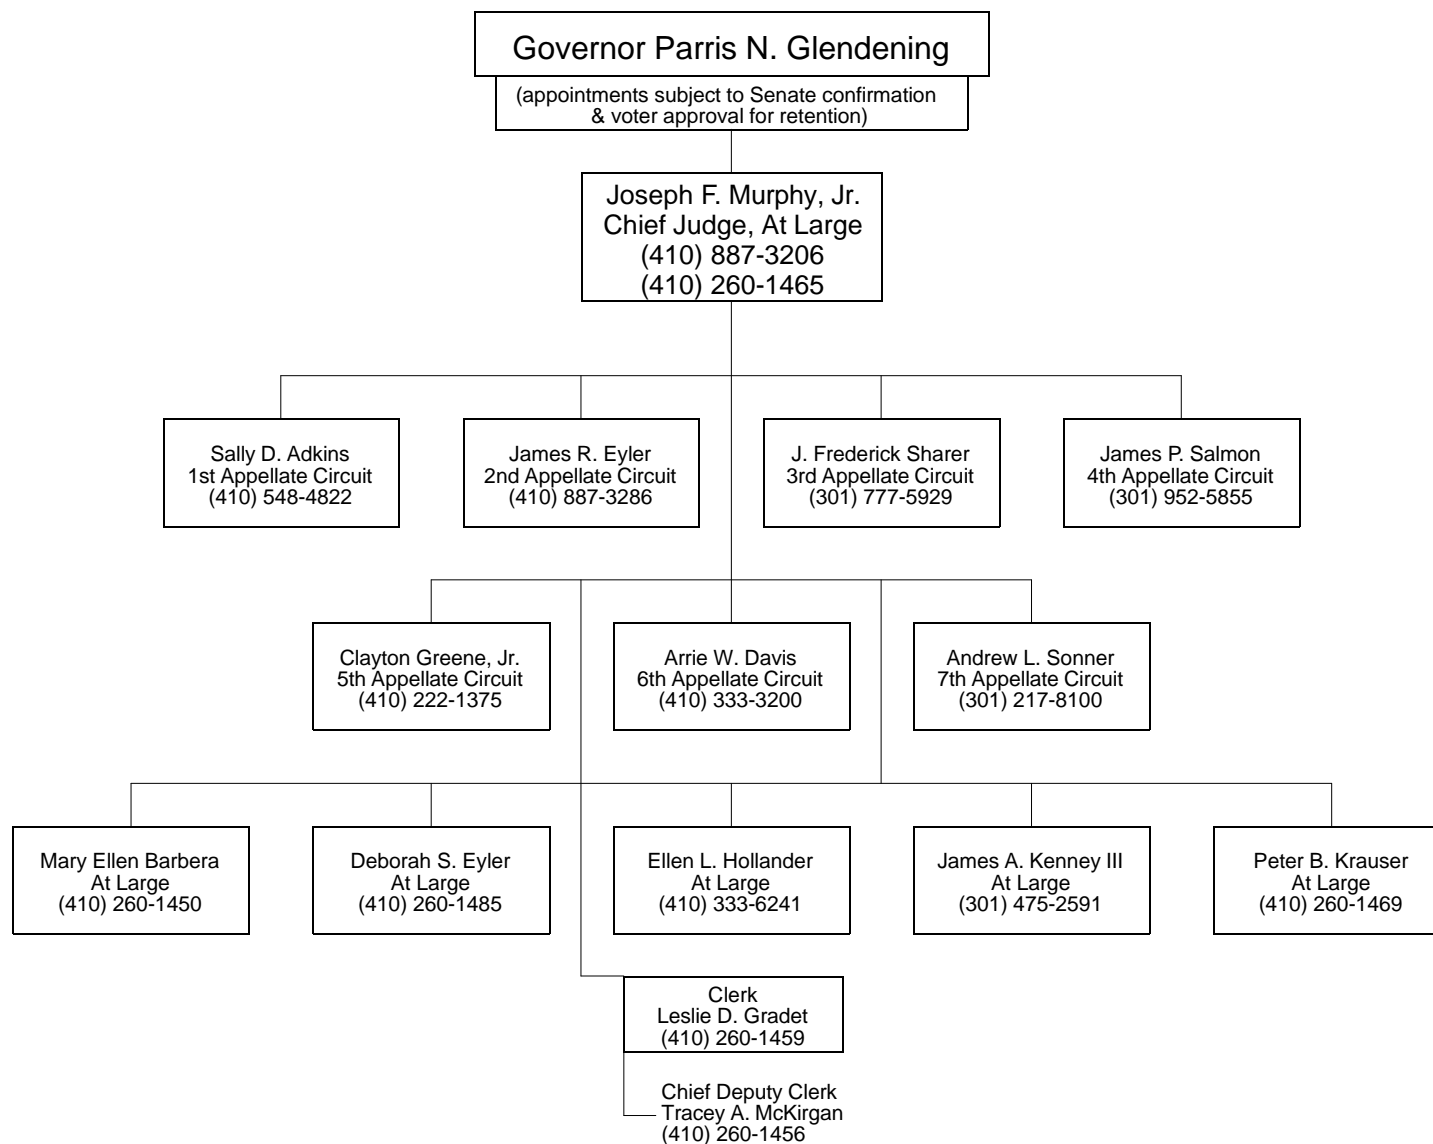 Governor Parris N. Glendening
(appointments subject to Senate confirmation
& voter approval for retention)
Joseph F. Murphy, Jr.
Chief Judge, At Large
(410) 887-3206
(410) 260-1465
Sally D. Adkins
1st Appellate Circuit
(410) 548-4822
James R. Eyler
2nd Appellate Circuit
(410) 887-3286
J. Frederick Sharer
3rd Appellate Circuit
(301) 777-5929
James P. Salmon
4th Appellate Circuit
(301) 952-5855
Clayton Greene, Jr.
5th Appellate Circuit
(410) 222-1375
Arrie W. Davis
6th Appellate Circuit
(410) 333-3200
Andrew L. Sonner
7th Appellate Circuit
(301) 217-8100
Mary Ellen Barbera
At Large
(410) 260-1450
Deborah S. Eyler
At Large
(410) 260-1485
Ellen L. Hollander
At Large
(410) 333-6241
James A. Kenney III
At Large
(301) 475-2591
Peter B. Krauser
At Large
(410) 260-1469
Clerk
Leslie D. Gradet
(410) 260-1459
Chief Deputy Clerk
Tracey A. McKirgan
(410) 260-1456